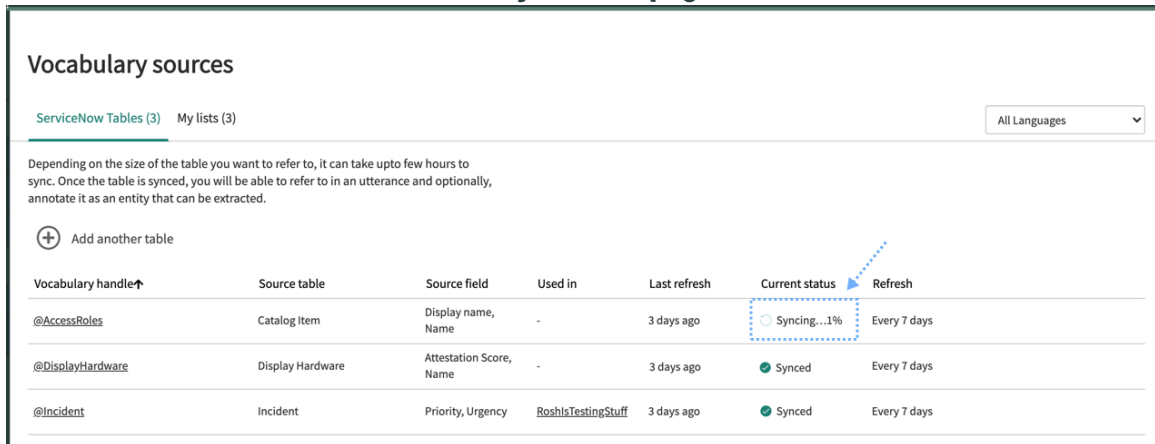 Vocabulary sources
ServiceNow Tables (3) My lists (3)
All Languages
Depending on the size of the table you want to refer to, it can take upto few hours to
sync. Once the table is synced, you will be able to refer to in an utterance and optionally,
annotate it as an entity that can be extracted.
Add another table
Vocabulary handle↑ Source table Source field Used in Last refresh Current status Refresh
@AccessRoles Catalog Item Display name, Name - 3 days ago Syncing...1% Every 7 days
@DisplayHardware Display Hardware Attestation Score, Name - 3 days ago Synced Every 7 days
@Incident Incident Priority, Urgency RoshIsTestingStuff 3 days ago Synced Every 7 days